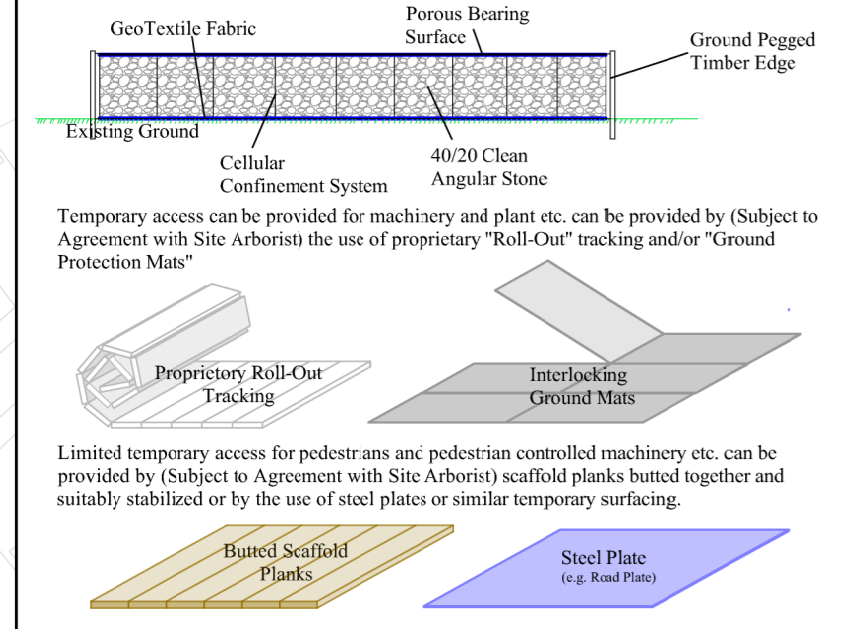 Porous Bearing
GeoTextile Fabric
Surface
Ground Pegged
Timber Edge
Existing Ground
Cellular
Confinement System
40/20 Clean
Angular Stone
Temporary access can be provided for machinery and plant etc. can be provided by (Subject to
Agreement with Site Arborist) the use of proprietary "Roll-Out" tracking and/or "Ground
Protection Mats"
Proprietory Roll-Out
Tracking
Interlocking
Ground Mats
Limited temporary access for pedestrians and pedestrian controlled machinery etc. can be
provided by (Subject to Agreement with Site Arborist) scaffold planks butted together and
suitably stabilized or by the use of steel plates or similar temporary surfacing.
Butted Scaffold
Planks
Steel Plate
(e.g. Road Plate)